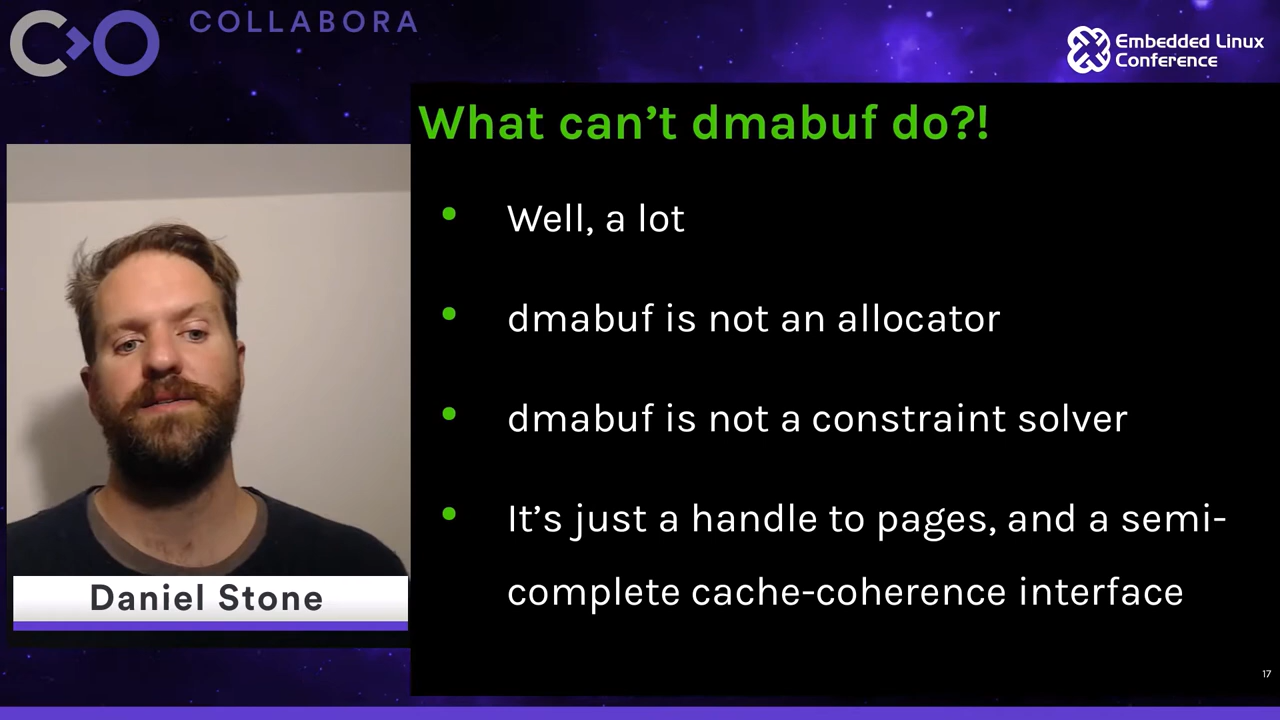 COLLABORA
Embedded Linux
Conference
What can’t dmabuf do?!
Well, a lot
dmabuf is not an allocator
dmabuf is not a constraint solver
It’s just a handle to pages, and a semi-
complete cache-coherence interface
Daniel Stone
17